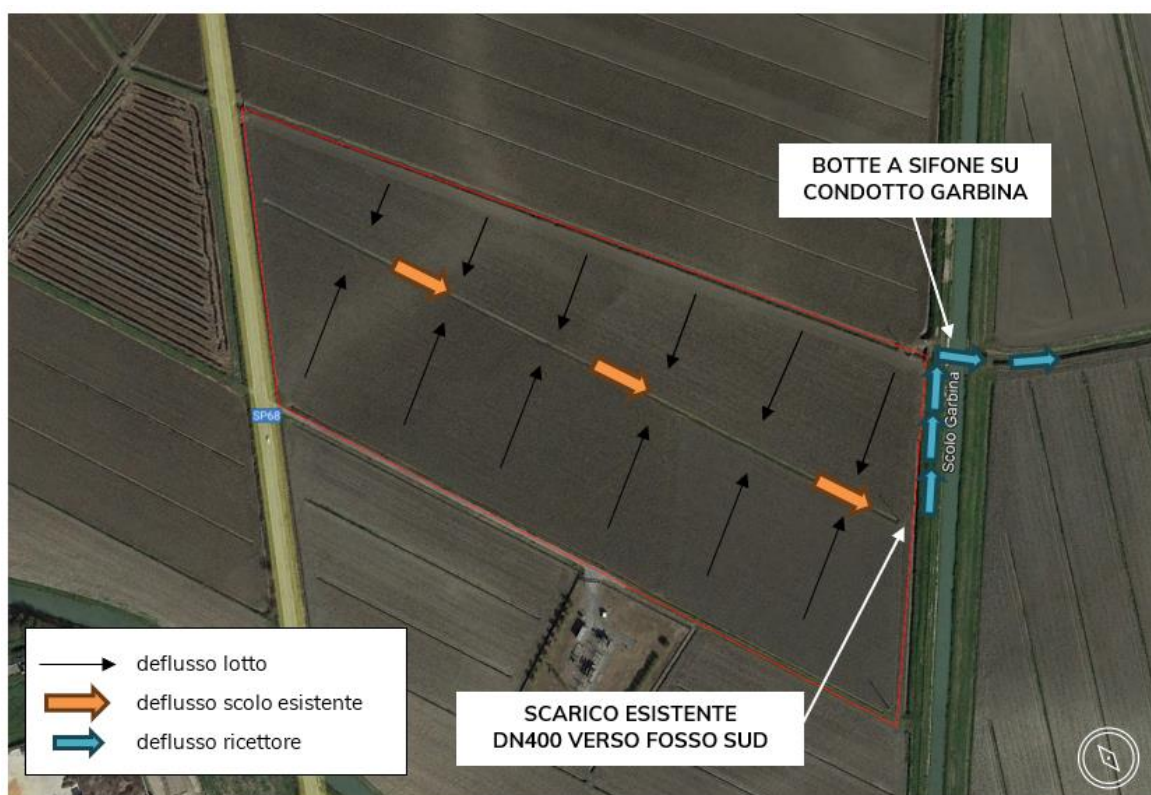 BOTTE A SIFONE SU
CONDOTTO GARBINA
Scolo Garbina
SP68
SCARICO ESISTENTE
DN400 VERSO FOSSO SUD
deflusso lotto
deflusso scolo esistente
deflusso ricettore